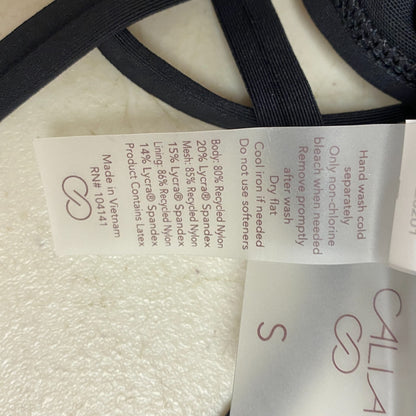 Hand wash cold
separately
Only non-chlorine
bleach when needed
Remove promptly
after wash
Dry flat
Cool iron if needed
Do not use softeners
Body: 80% Recycled Nylon
20% Lycra® Spandex
Mesh: 85% Recycled Nylon
15% Lycra® Spandex
Lining: 86% Recycled Nylon
14% Lycra® Spandex
Product Contains Latex
Made in Vietnam
RN# 104141
CALIA
S